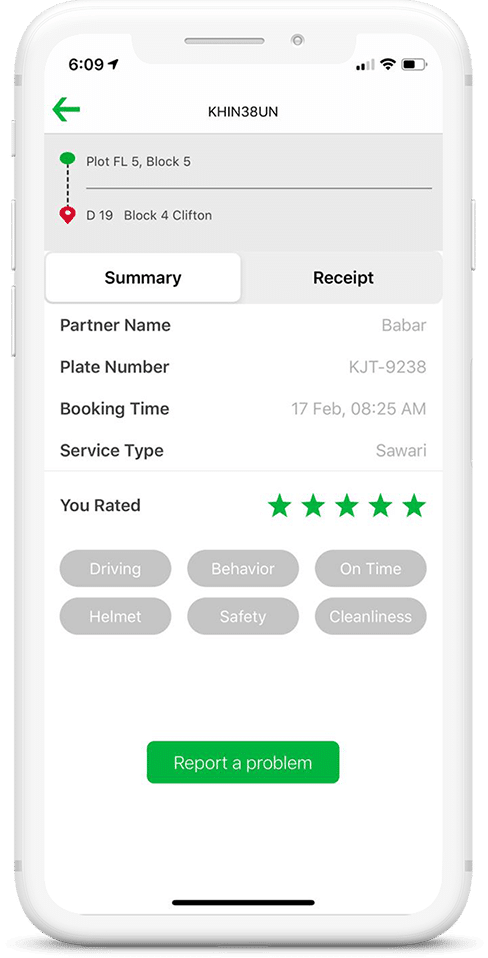 6:09
KHIN38UN
Plot FL 5, Block 5
D 19 Block 4 Clifton
Summary Receipt
Partner Name Babar
Plate Number KJT-9238
Booking Time 17 Feb, 08:25 AM
Service Type Sawari
You Rated
Driving Behavior On Time
Helmet Safety Cleanliness
Report a problem